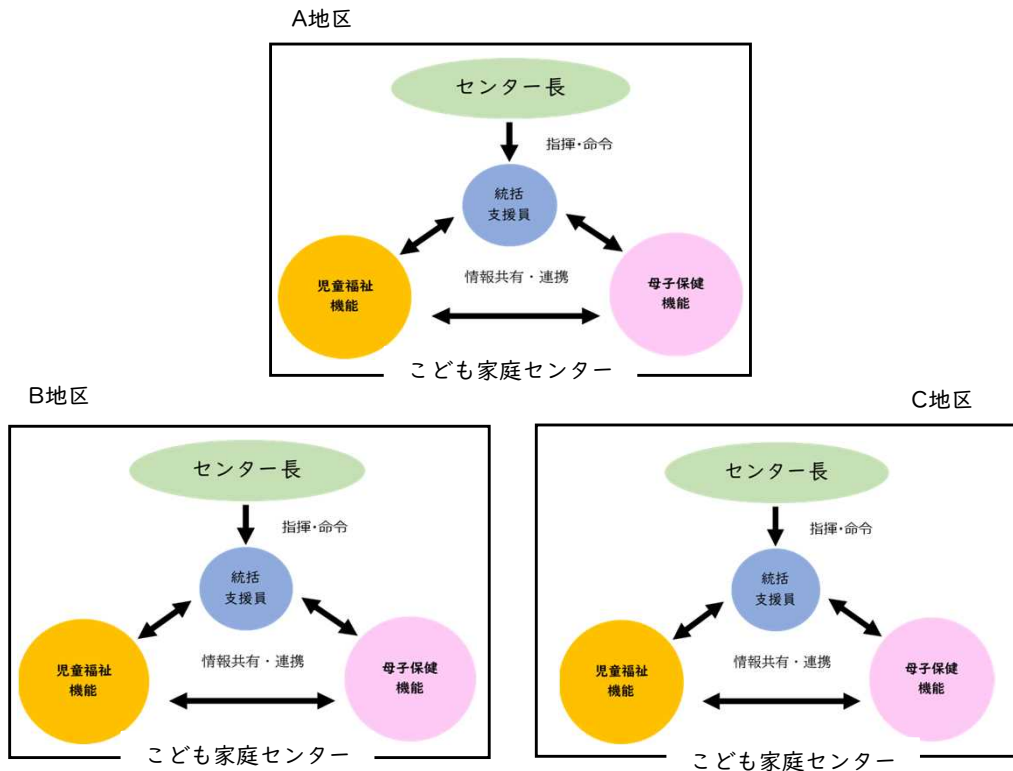 A地区
センター長
指揮・命令
統括
支援員
情報共有・連携
児童福祉
機能
母子保健
機能
こども家庭センター
B地区
センター長
指揮・命令
統括
支援員
情報共有・連携
児童福祉
機能
母子保健
機能
こども家庭センター
C地区
センター長
指揮・命令
統括
支援員
情報共有・連携
児童福祉
機能
母子保健
機能
こども家庭センター